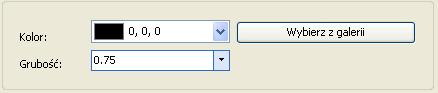 Kolor: 0, 0, 0 Wybierz z galerii
Grubość: 0.75